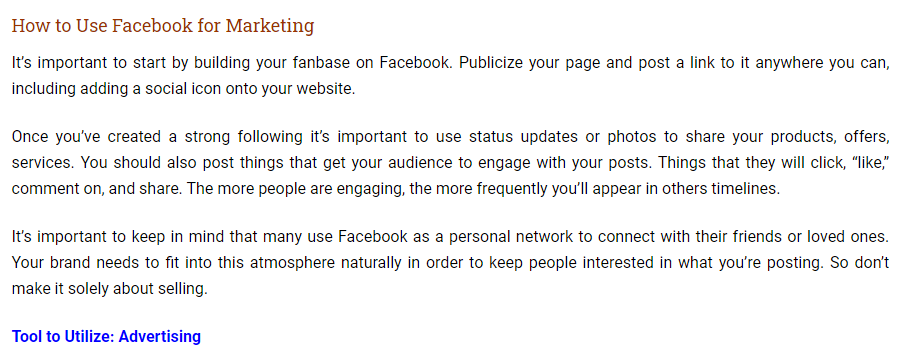 How to Use Facebook for Marketing
It's important to start by building your fanbase on Facebook. Publicize your page and post a link to it anywhere you can,
including adding a social icon onto your website.
Once you've created a strong following it's important to use status updates or photos to share your products, offers,
services. You should also post things that get your audience to engage with your posts. Things that they will click, “like,”
comment on, and share. The more people are engaging, the more frequently you'll appear in others timelines.
It's important to keep in mind that many use Facebook as a personal network to connect with their friends or loved ones.
Your brand needs to fit into this atmosphere naturally in order to keep people interested in what you're posting. So don't
make it solely about selling.
Tool to Utilize: Advertising